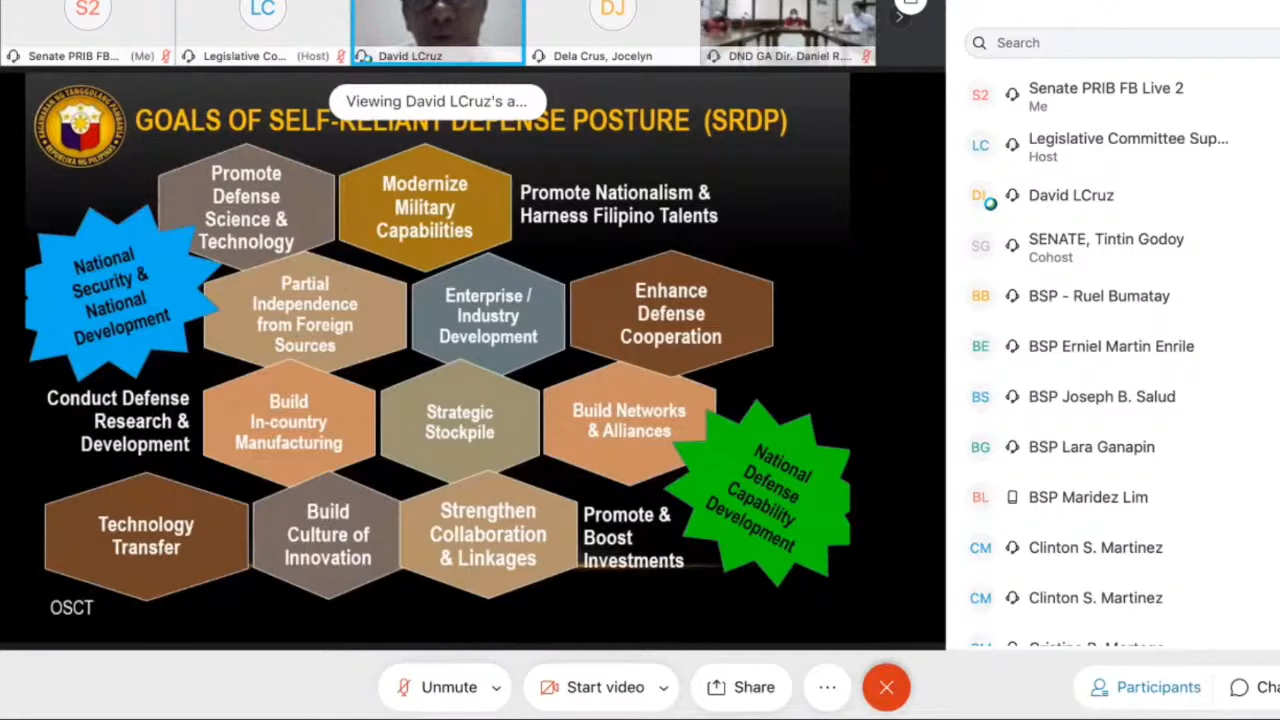 S2
LC
DJ
Senate PRIB FB... (Me)
Legislative Co... (Host)
David LCruz
Dela Crus, Jocelyn
DND GA Dir. Daniel R....
Viewing David LCruz's a...
GOALS OF SELF-RELIANT DEFENSE POSTURE (SRDP)
Promote
Defense
Science &
Technology
Modernize
Military
Capabilities
Promote Nationalism &
Harness Filipino Talents
National
Security &
National
Development
Partial
Independence
from Foreign
Sources
Enterprise /
Industry
Development
Enhance
Defense
Cooperation
Conduct Defense
Research &
Development
Build
In-country
Manufacturing
Strategic
Stockpile
Build Networks
& Alliances
National
Defense
Capability
Development
Technology
Transfer
Build
Culture of
Innovation
Strengthen
Collaboration
& Linkages
Promote &
Boost
Investments
OSCT
Search
S2 Senate PRIB FB Live 2
Me
LC Legislative Committee Sup...
Host
David LCruz
SG SENATE, Tintin Godoy
Cohost
BB BSP - Ruel Bumatay
BE BSP Erniel Martin Enrile
BS BSP Joseph B. Salud
BG BSP Lara Ganapin
BL BSP Maridez Lim
CM Clinton S. Martinez
CM Clinton S. Martinez
Unmute
Start video
Share
Participants